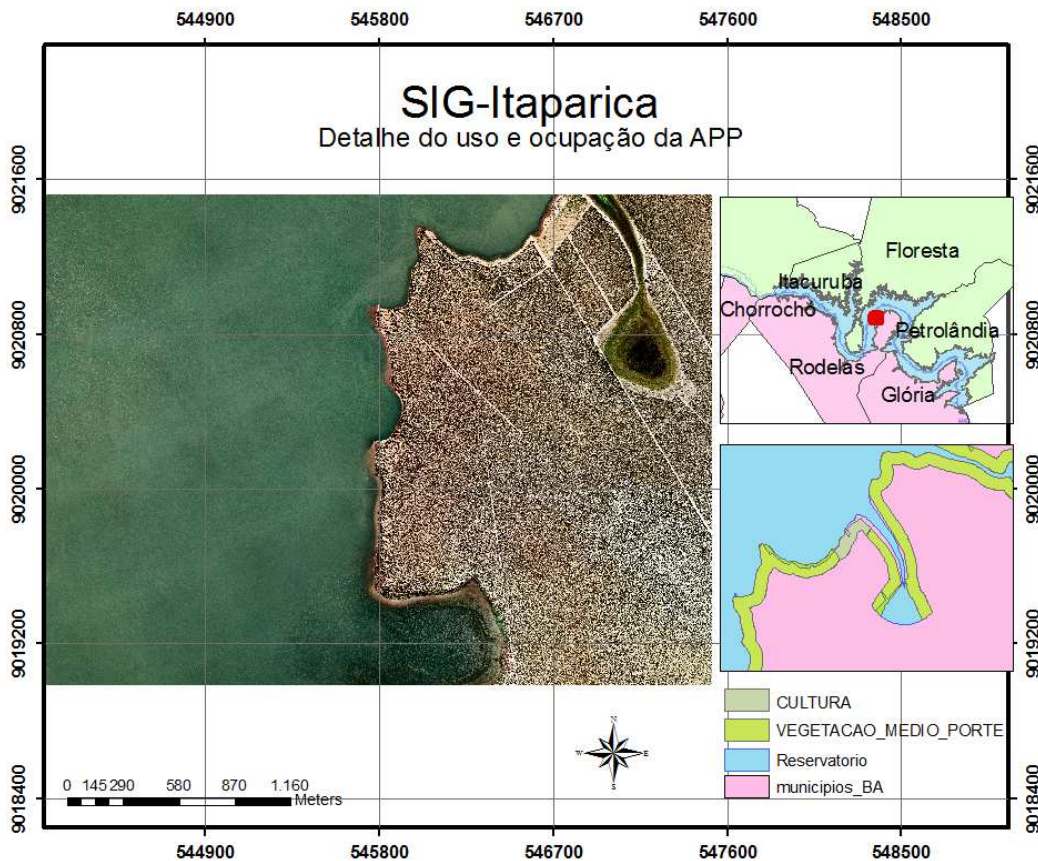 544900 545800 546700 547600 548500
SIG-Itaparica
Detalhe do uso e ocupação da APP
9021600 9021600
Floresta
Itacuruba
Chorrochó
Petrolândia
9020800 9020800
Rodelas
Glória
9020000 9020000
9019200 9019200
CULTURA
VEGETACAO_MEDIO_PORTE
Reservatorio
municipios_BA
N
W E
S
0 145 290 580 870 1.160
Meters
9018400 9018400
544900 545800 546700 547600 548500